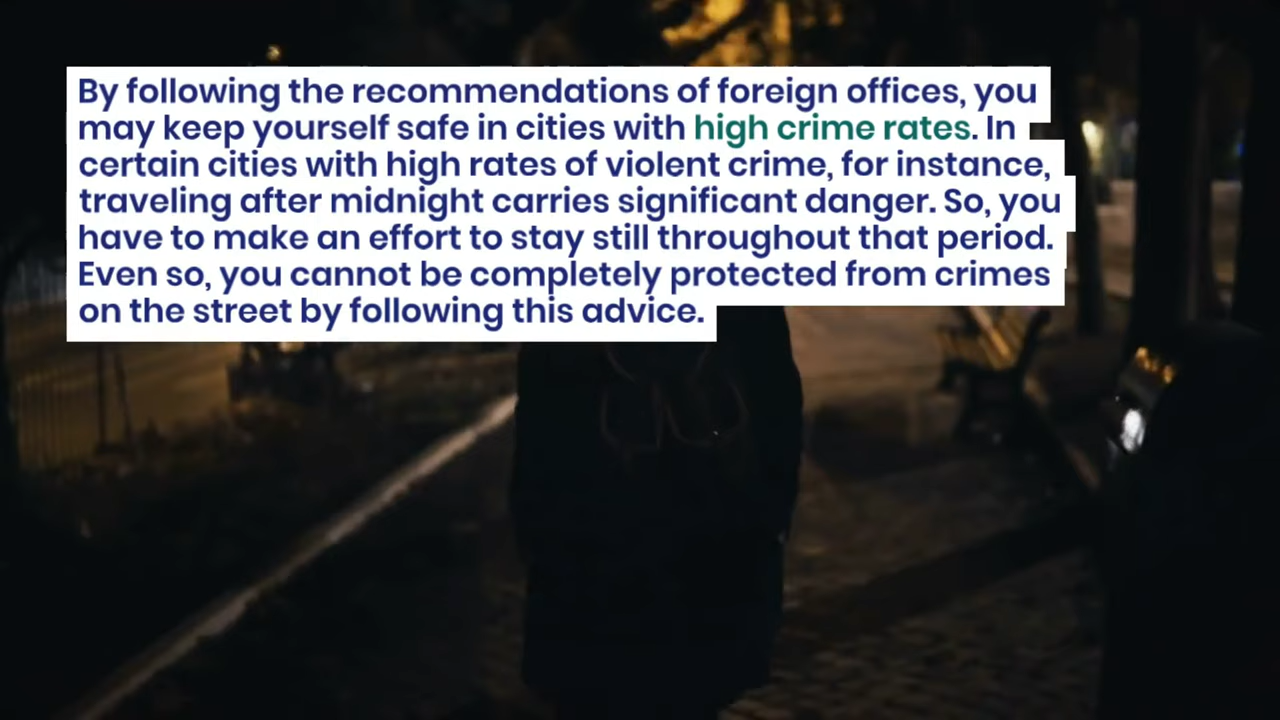 By following the recommendations of foreign offices, you
may keep yourself safe in cities with high crime rates. In
certain cities with high rates of violent crime, for instance,
traveling after midnight carries significant danger. So, you
have to make an effort to stay still throughout that period.
Even so, you cannot be completely protected from crimes
on the street by following this advice.